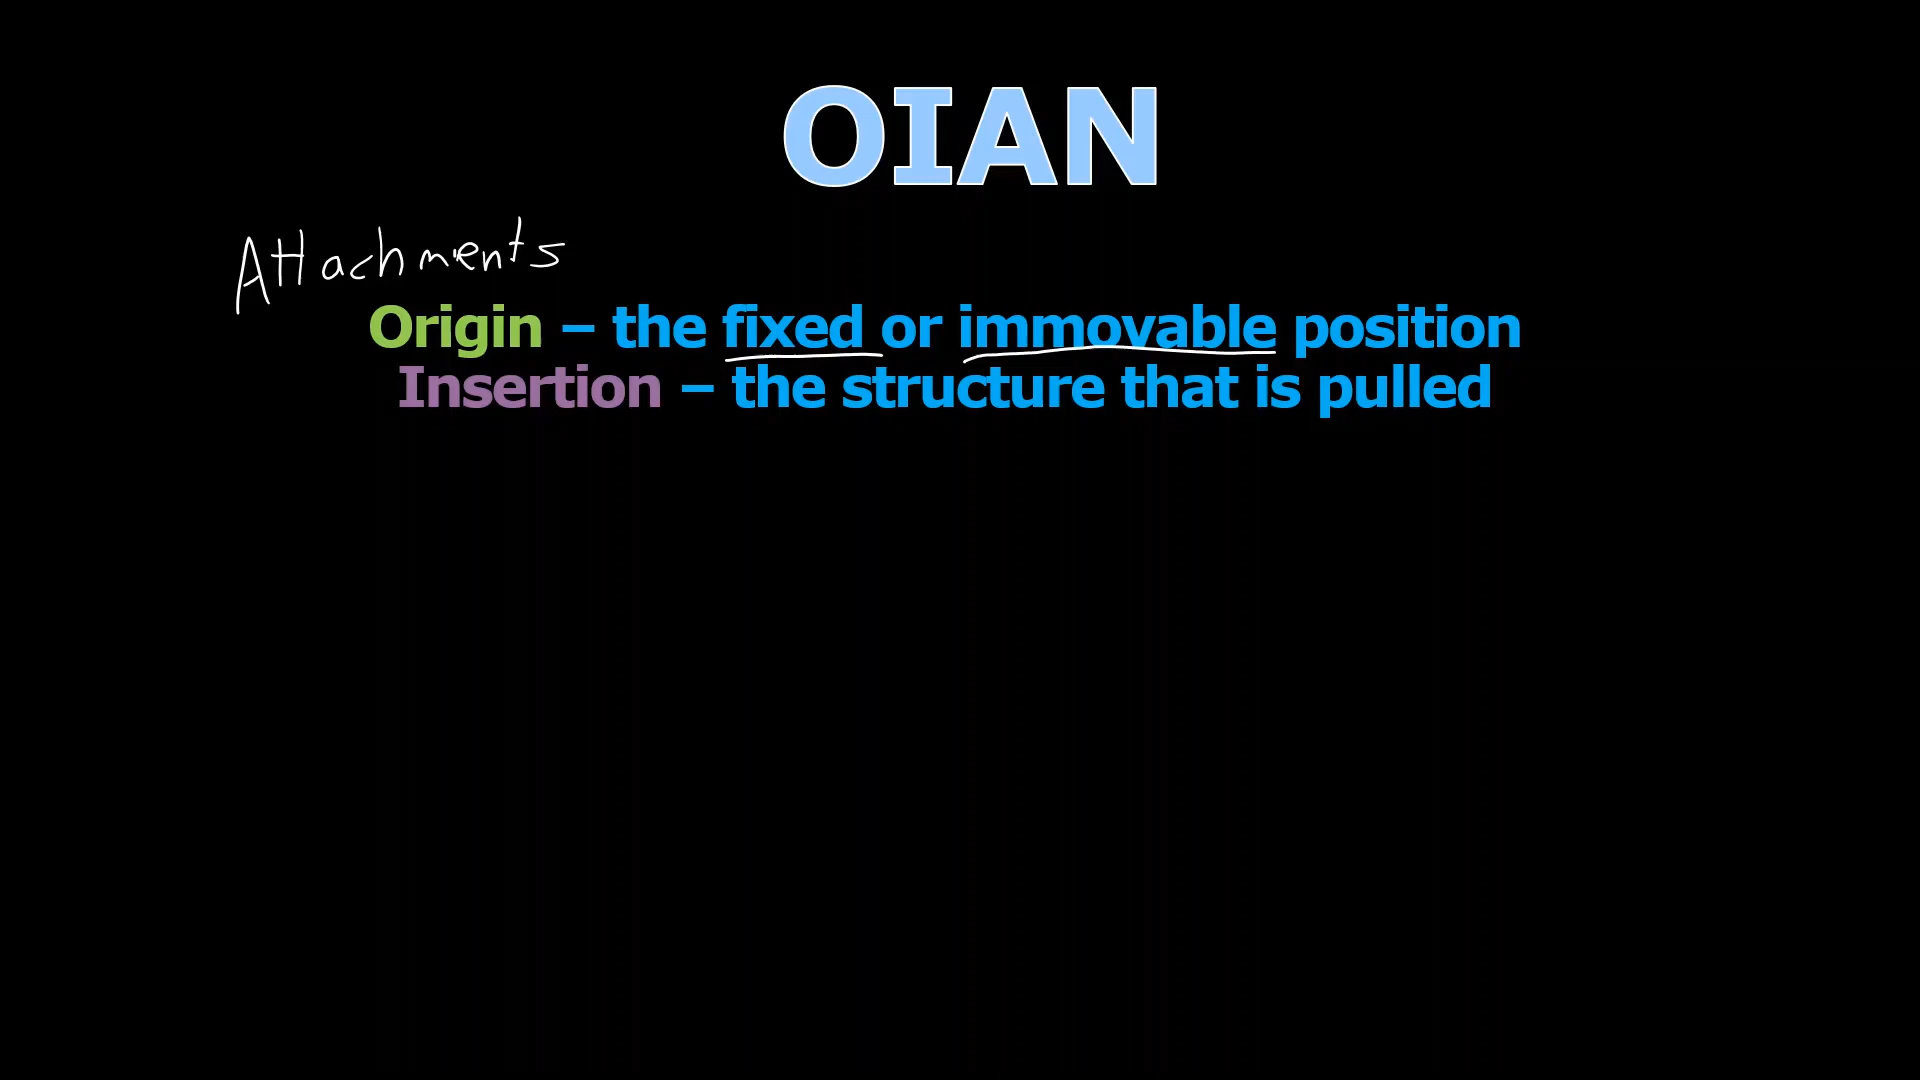 OIAN
Attachments
Origin – the fixed or immovable position
Insertion – the structure that is pulled